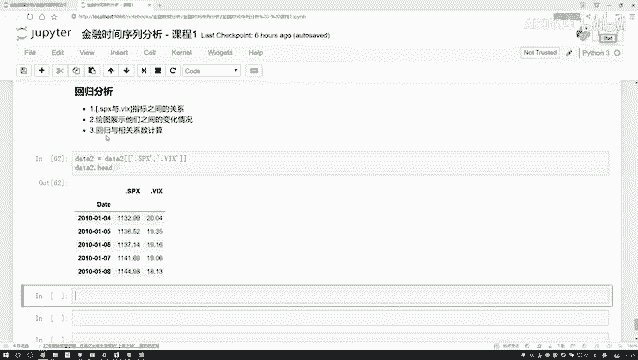 jupyter 金融时间序列分析 - 课程1 Last Checkpoint: 6 hours ago (autosaved)
File Edit View Insert Cell Kernel Widgets Help
Not Trusted Python 3
Code
回归分析
1.[.spx与.vix]指标之间的关系
2.绘图展示他们之间的变化情况
3.回归与相关系数计算
In [62]: data2 = data2[['.SPX','.VIX']]
data2.head()
Out[62]:
.SPX .VIX
Date
2010-01-04 1132.99 20.04
2010-01-05 1136.52 19.35
2010-01-06 1137.14 19.16
2010-01-07 1141.69 19.06
2010-01-08 1144.98 18.13
In [ ]:
In [ ]:
In [ ]: